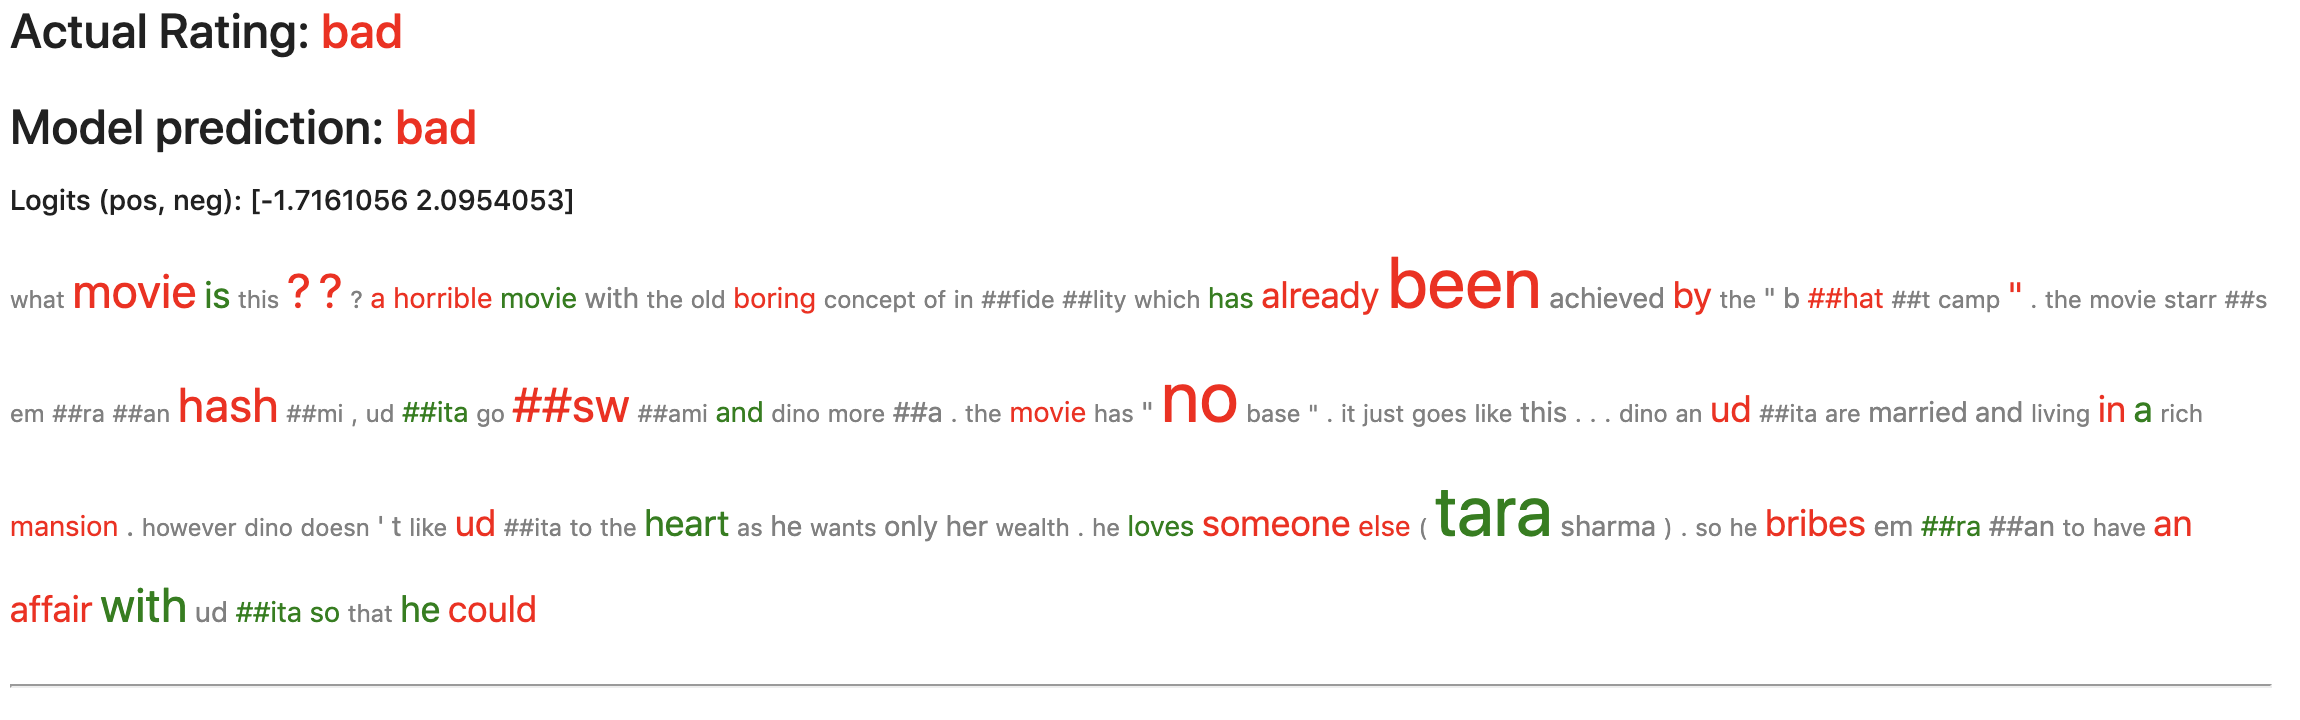 Actual Rating: bad
Model prediction: bad
Logits (pos, neg): [-1.7161056 2.0954053]
what movie is this ? ? ? a horrible movie with the old boring concept of in ##fide ##lity which has already been achieved by the " b ##hat ##t camp " . the movie starr ##s
em ##ra ##an hash ##mi , ud ##ita go ##sw ##ami and dino more ##a . the movie has " no base " . it just goes like this . . . dino an ud ##ita are married and living in a rich
mansion . however dino doesn ' t like ud ##ita to the heart as he wants only her wealth . he loves someone else ( tara sharma ) . so he bribes em ##ra ##an to have an
affair with ud ##ita so that he could